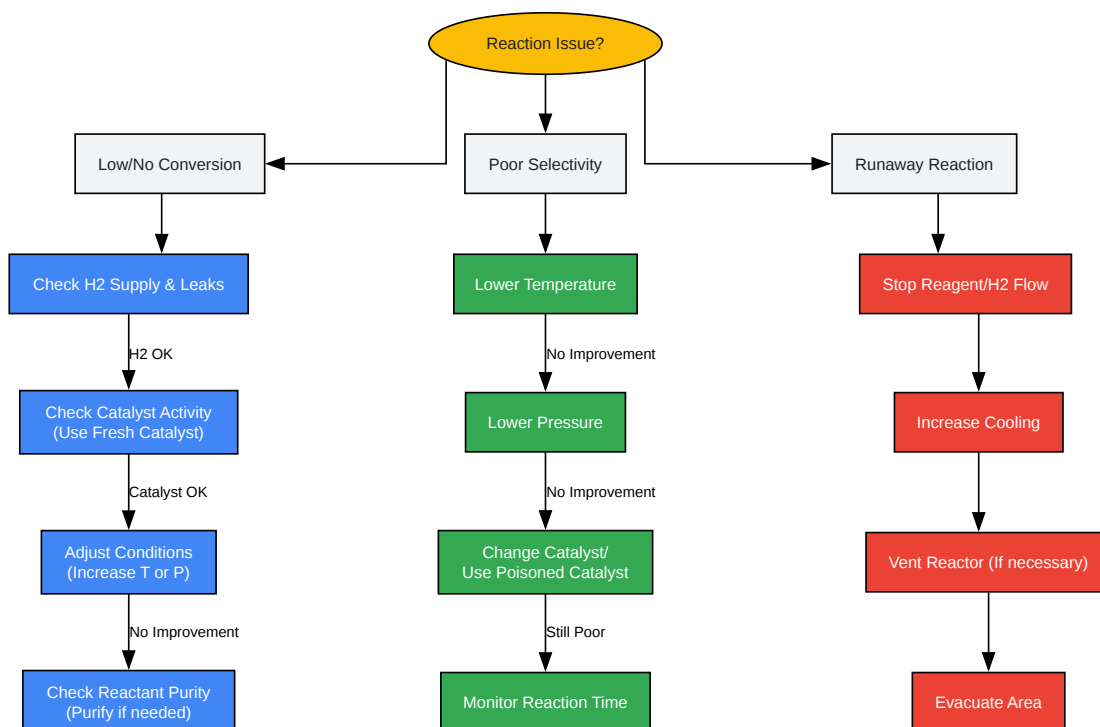 Reaction Issue?
Low/No Conversion
Poor Selectivity
Runaway Reaction
Check H2 Supply & Leaks
Lower Temperature
Stop Reagent/H2 Flow
H2 OK
No Improvement
Check Catalyst Activity
(Use Fresh Catalyst)
Lower Pressure
Increase Cooling
Catalyst OK
No Improvement
Adjust Conditions
(Increase T or P)
Change Catalyst/
Use Poisoned Catalyst
Vent Reactor (If necessary)
No Improvement
Still Poor
Check Reactant Purity
(Purify if needed)
Monitor Reaction Time
Evacuate Area